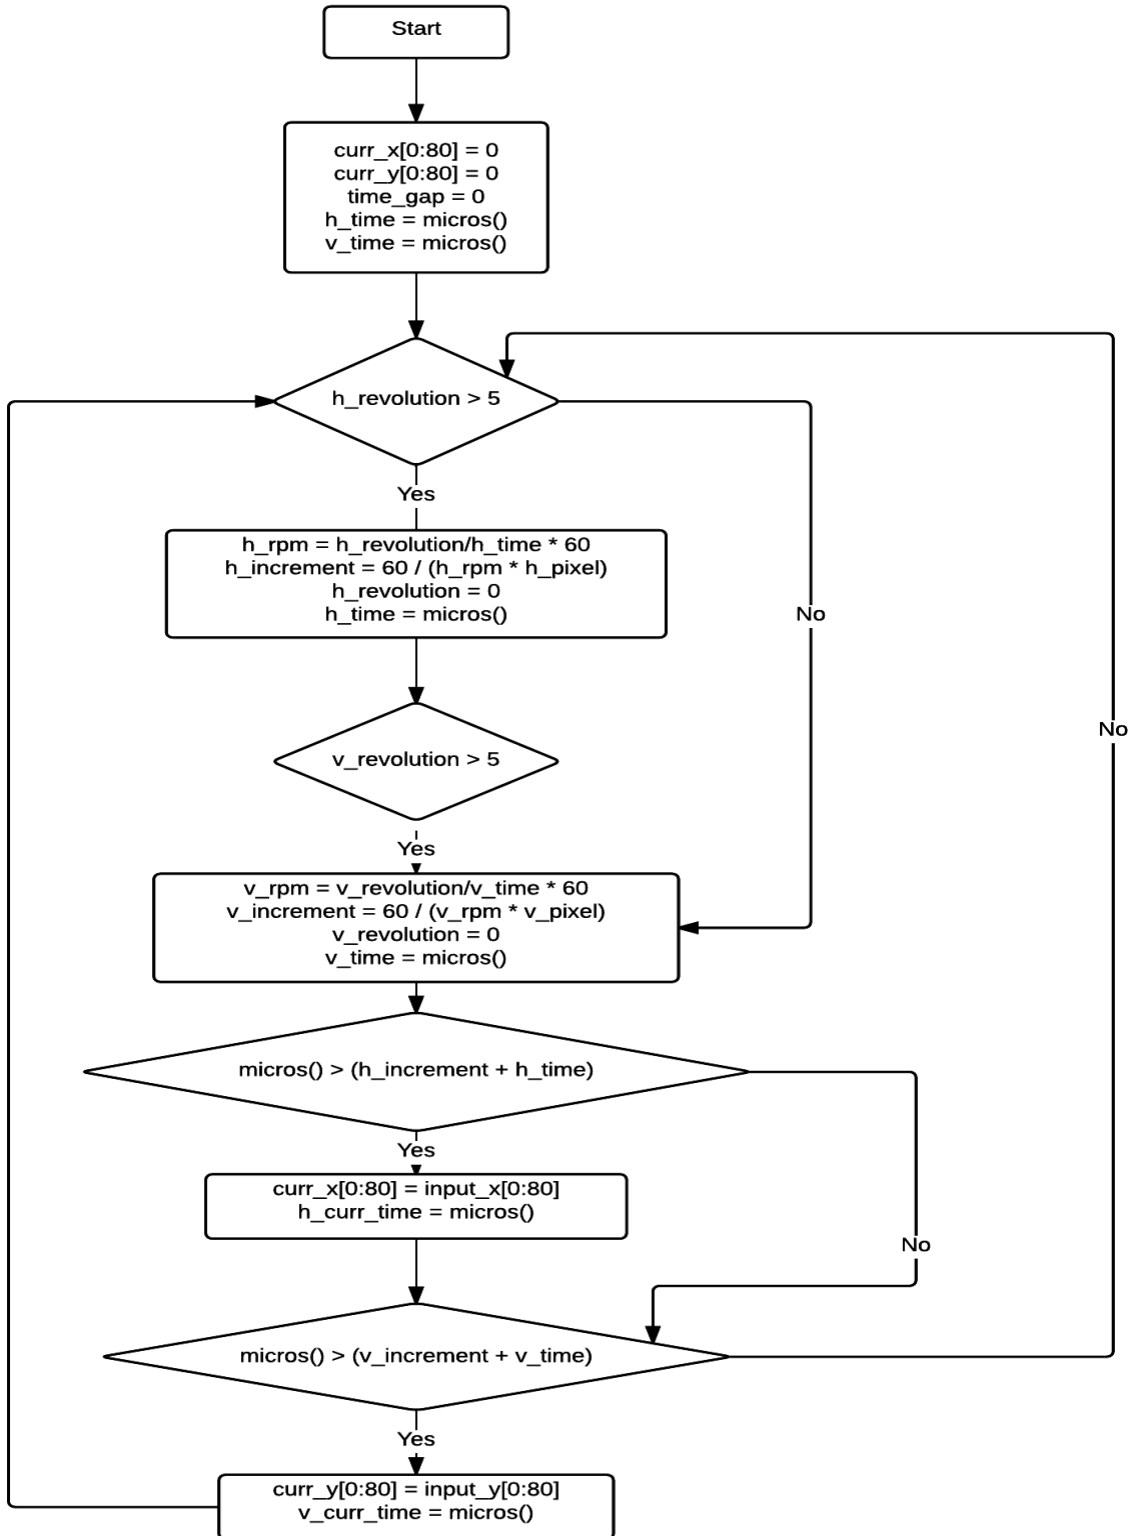 Start
curr_x[0:80] = 0
curr_y[0:80] = 0
time_gap = 0
h_time = micros()
v_time = micros()
h_revolution > 5
Yes
h_rpm = h_revolution/h_time * 60
h_increment = 60 / (h_rpm * h_pixel)
h_revolution = 0
h_time = micros()
No
No
v_revolution > 5
Yes
v_rpm = v_revolution/v_time * 60
v_increment = 60 / (v_rpm * v_pixel)
v_revolution = 0
v_time = micros()
micros() > (h_increment + h_time)
Yes
curr_x[0:80] = input_x[0:80]
h_curr_time = micros()
No
micros() > (v_increment + v_time)
Yes
curr_y[0:80] = input_y[0:80]
v_curr_time = micros()